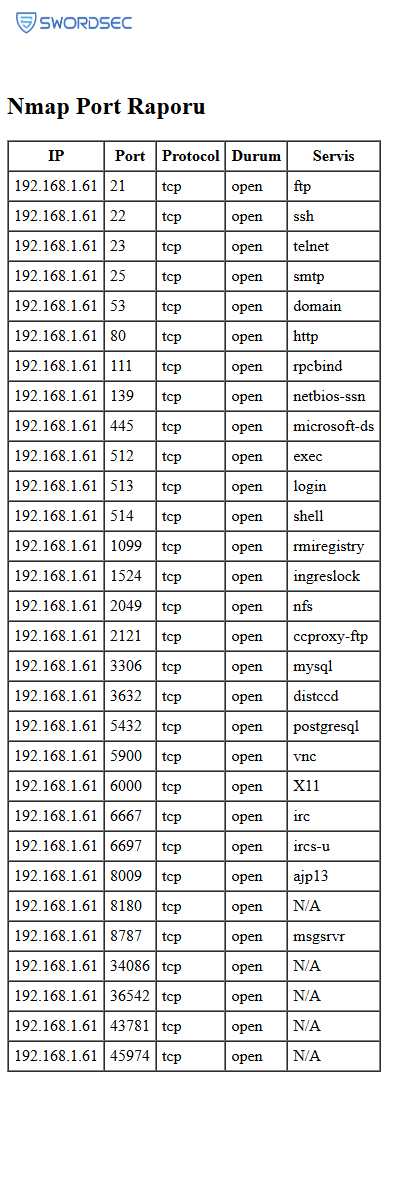 SWORDSEC
Nmap Port Raporu
IP Port Protocol Durum Servis
192.168.1.61 21 tcp open ftp
192.168.1.61 22 tcp open ssh
192.168.1.61 23 tcp open telnet
192.168.1.61 25 tcp open smtp
192.168.1.61 53 tcp open domain
192.168.1.61 80 tcp open http
192.168.1.61 111 tcp open rpcbind
192.168.1.61 139 tcp open netbios-ssn
192.168.1.61 445 tcp open microsoft-ds
192.168.1.61 512 tcp open exec
192.168.1.61 513 tcp open login
192.168.1.61 514 tcp open shell
192.168.1.61 1099 tcp open rmiregistry
192.168.1.61 1524 tcp open ingreslock
192.168.1.61 2049 tcp open nfs
192.168.1.61 2121 tcp open ccproxy-ftp
192.168.1.61 3306 tcp open mysql
192.168.1.61 3632 tcp open distccd
192.168.1.61 5432 tcp open postgresql
192.168.1.61 5900 tcp open vnc
192.168.1.61 6000 tcp open X11
192.168.1.61 6667 tcp open irc
192.168.1.61 6697 tcp open ircs-u
192.168.1.61 8009 tcp open ajp13
192.168.1.61 8180 tcp open N/A
192.168.1.61 8787 tcp open msgsrvr
192.168.1.61 34086 tcp open N/A
192.168.1.61 36542 tcp open N/A
192.168.1.61 43781 tcp open N/A
192.168.1.61 45974 tcp open N/A